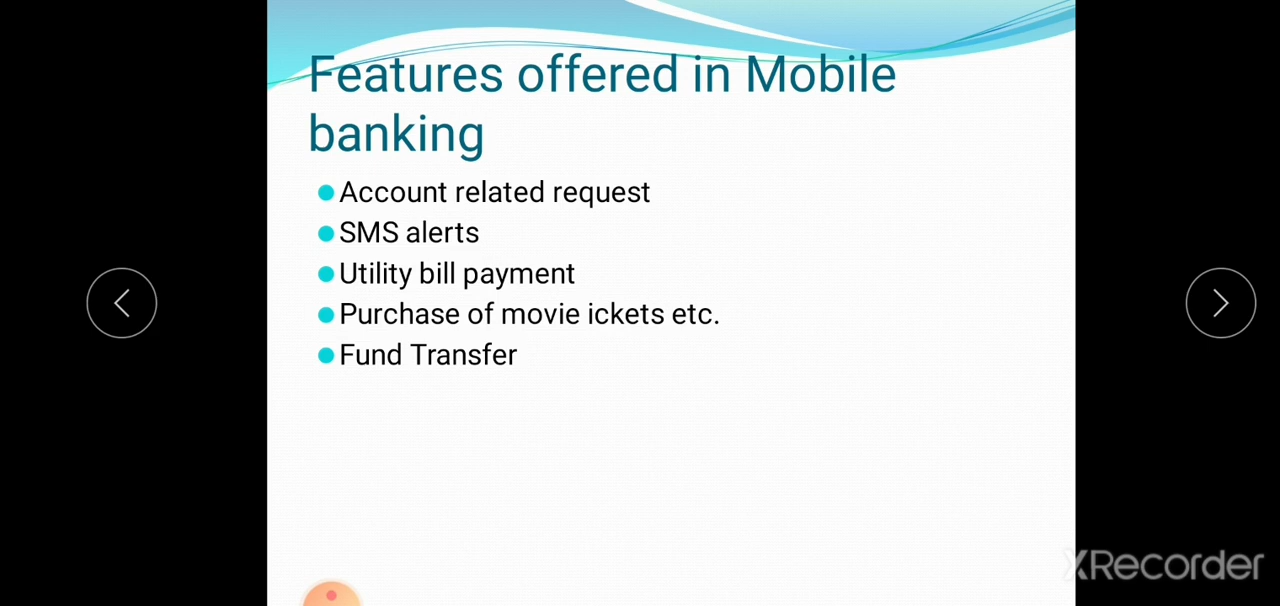 Features offered in Mobile
banking
Account related request
SMS alerts
Utility bill payment
Purchase of movie ickets etc.
Fund Transfer
XRecorder